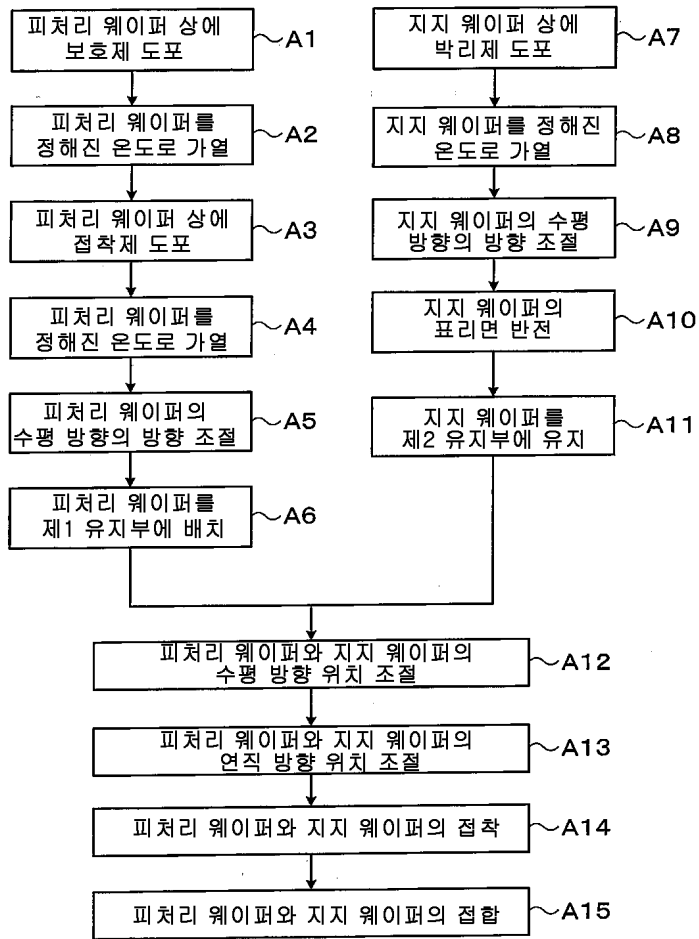 피처리 웨이퍼 상에
보호제 도포
A1
피처리 웨이퍼를
정해진 온도로 가열
A2
피처리 웨이퍼 상에
접착제 도포
A3
피처리 웨이퍼를
정해진 온도로 가열
A4
피처리 웨이퍼의
수평 방향의 방향 조절
A5
피처리 웨이퍼를
제1 유지부에 배치
A6
지지 웨이퍼 상에
박리제 도포
A7
지지 웨이퍼를 정해진
온도로 가열
A8
지지 웨이퍼의 수평
방향의 방향 조절
A9
지지 웨이퍼의
표리면 반전
A10
지지 웨이퍼를
제2 유지부에 유지
A11
피처리 웨이퍼와 지지 웨이퍼의
수평 방향 위치 조절
A12
피처리 웨이퍼와 지지 웨이퍼의
연직 방향 위치 조절
A13
피처리 웨이퍼와 지지 웨이퍼의 접착
A14
피처리 웨이퍼와 지지 웨이퍼의 접합
A15